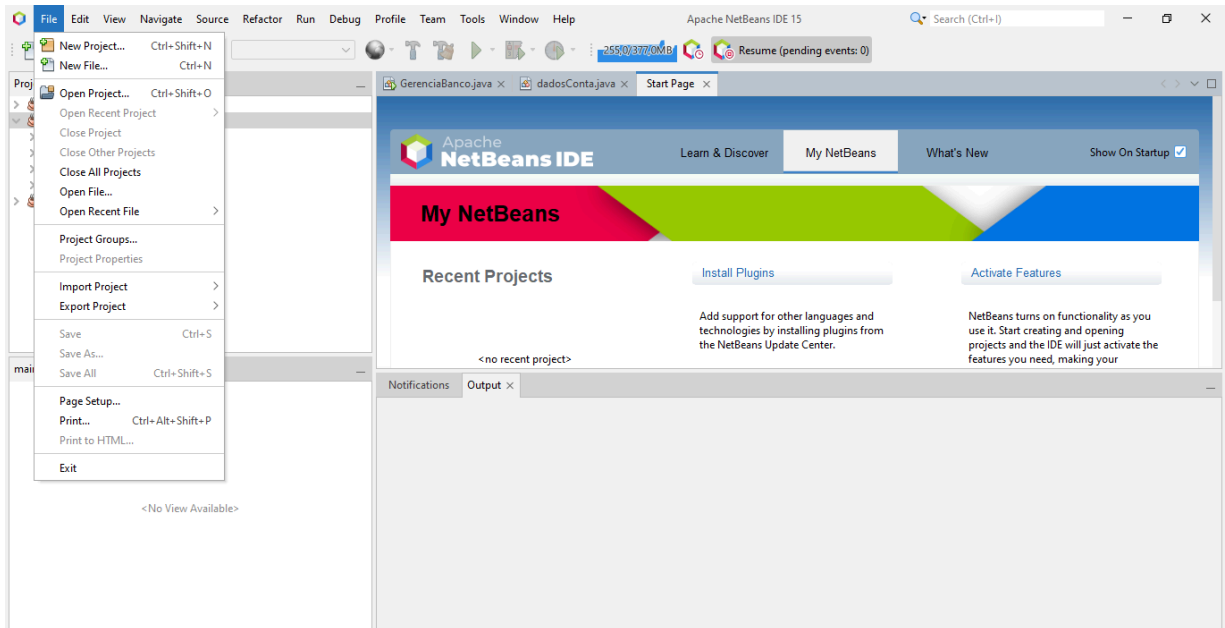 File Edit View Navigate Source Refactor Run Debug Profile Team Tools Window Help Apache NetBeans IDE 15 Search (Ctrl+I)
New Project... Ctrl+Shift+N
New File... Ctrl+N
Open Project... Ctrl+Shift+O
Open Recent Project
Close Project
Close Other Projects
Close All Projects
Open File...
Open Recent File
Project Groups...
Project Properties
Import Project
Export Project
Save Ctrl+S
Save As...
Save All Ctrl+Shift+S
Page Setup...
Print... Ctrl+Alt+Shift+P
Print to HTML...
Exit
255,0/377,0MB Resume (pending events: 0)
Proj
GerenciaBanco.java dadosConta.java Start Page
Apache
NetBeans IDE
Learn & Discover My NetBeans What's New Show On Startup
My NetBeans
Recent Projects
<no recent project>
Install Plugins
Add support for other languages and
technologies by installing plugins from
the NetBeans Update Center.
Activate Features
NetBeans turns on functionality as you
use it. Start creating and opening
projects and the IDE will just activate the
features you need, making your
mai
<No View Available>
Notifications Output